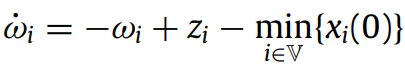 ω̇ᵢ = −ωᵢ + zᵢ − min{xᵢ(0)}
i∈𝕍